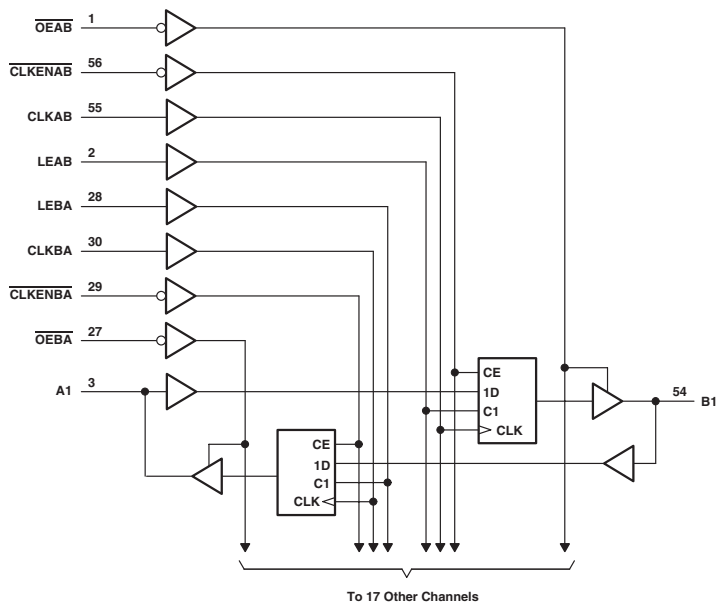 OEAB 1
CLKENAB 56
CLKAB 55
LEAB 2
LEBA 28
CLKBA 30
CLKENBA 29
OEBA 27
A1 3
CE
1D
C1
CLK
54 B1
CE
1D
C1
CLK
To 17 Other Channels